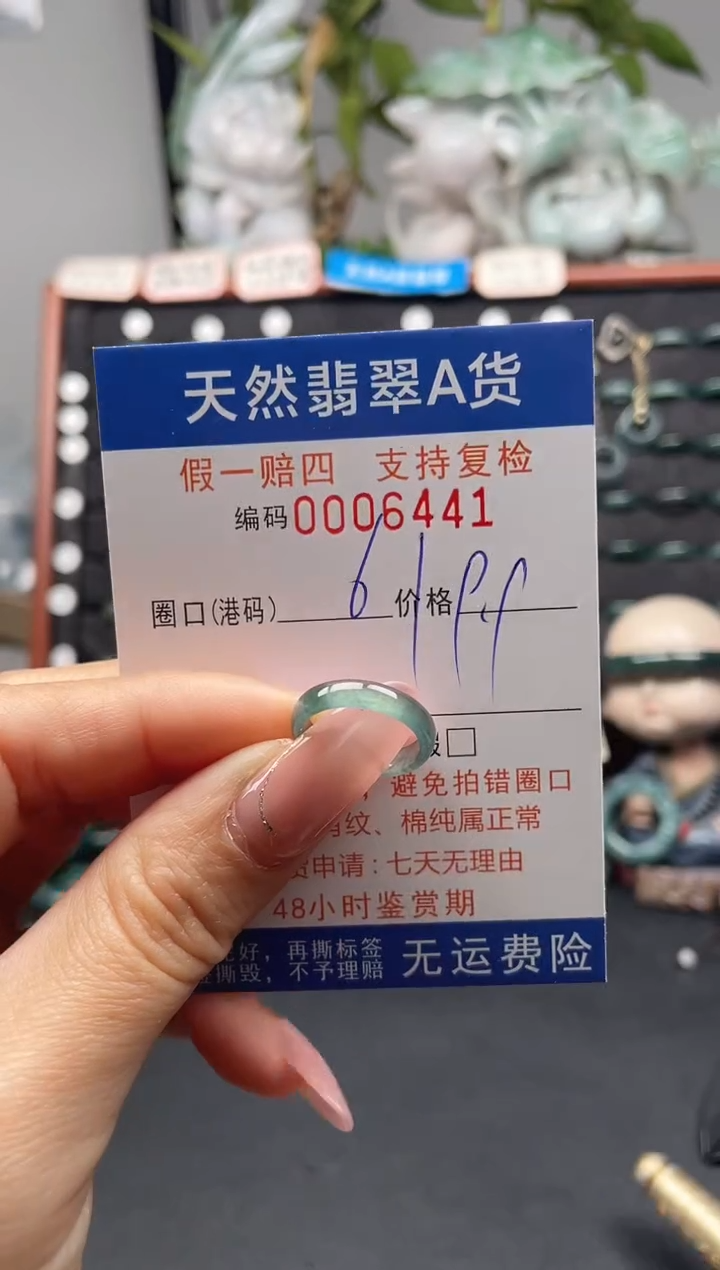 天然翡翠A货
假一赔四 支持复检
编码0006441
圈口(港码) 6 价格 199
，避免拍错圈口
纹、棉纯属正常
货申请：七天无理由
48小时鉴赏期
好，再撕标签
撕毁，不予理赔
无运费险